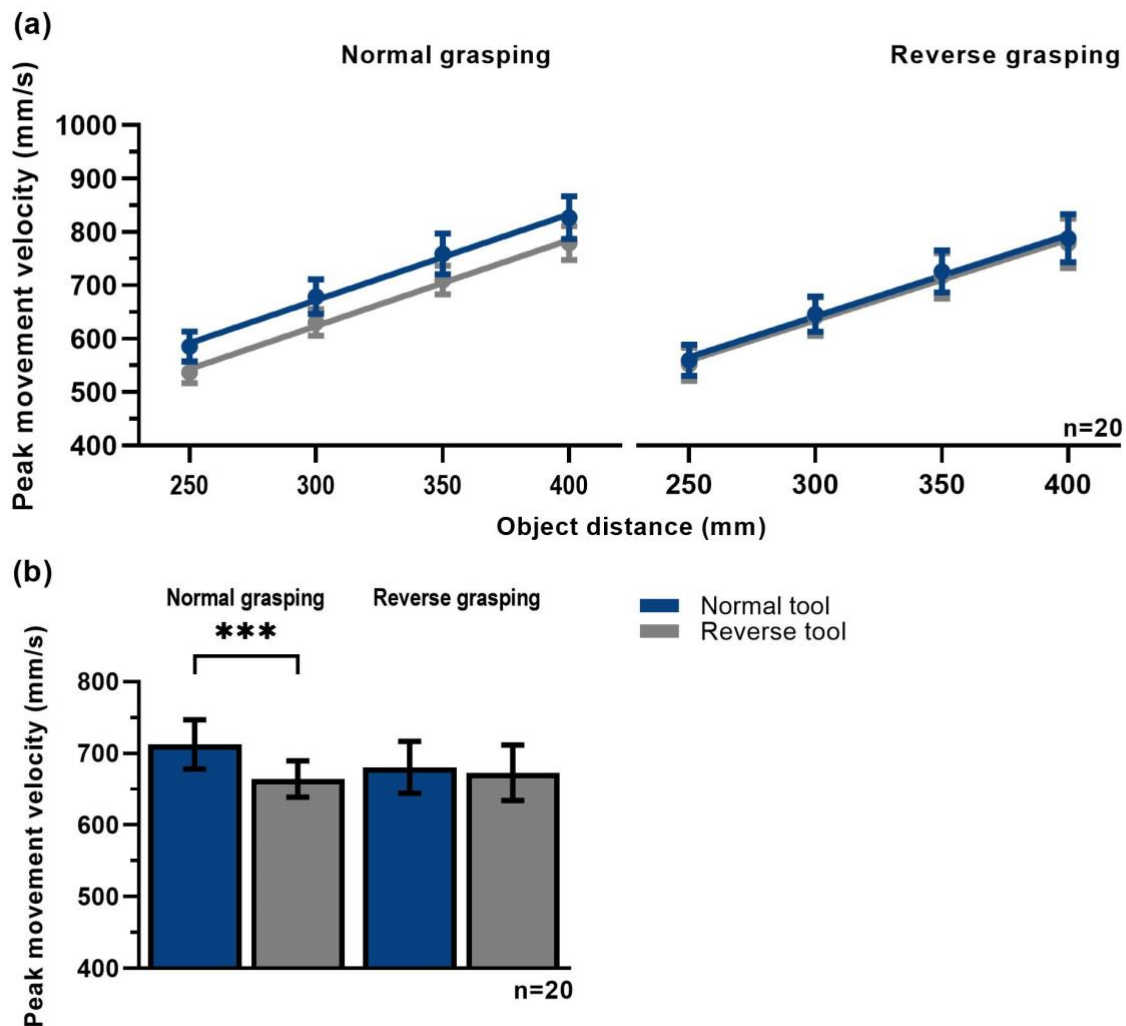 (a)
Normal grasping
Reverse grasping
Peak movement velocity (mm/s)
1000
900
800
700
600
500
400
n=20
250 300 350 400 250 300 350 400
Object distance (mm)
(b)
Normal grasping Reverse grasping
***
Normal tool
Reverse tool
Peak movement velocity (mm/s)
800
700
600
500
400
n=20